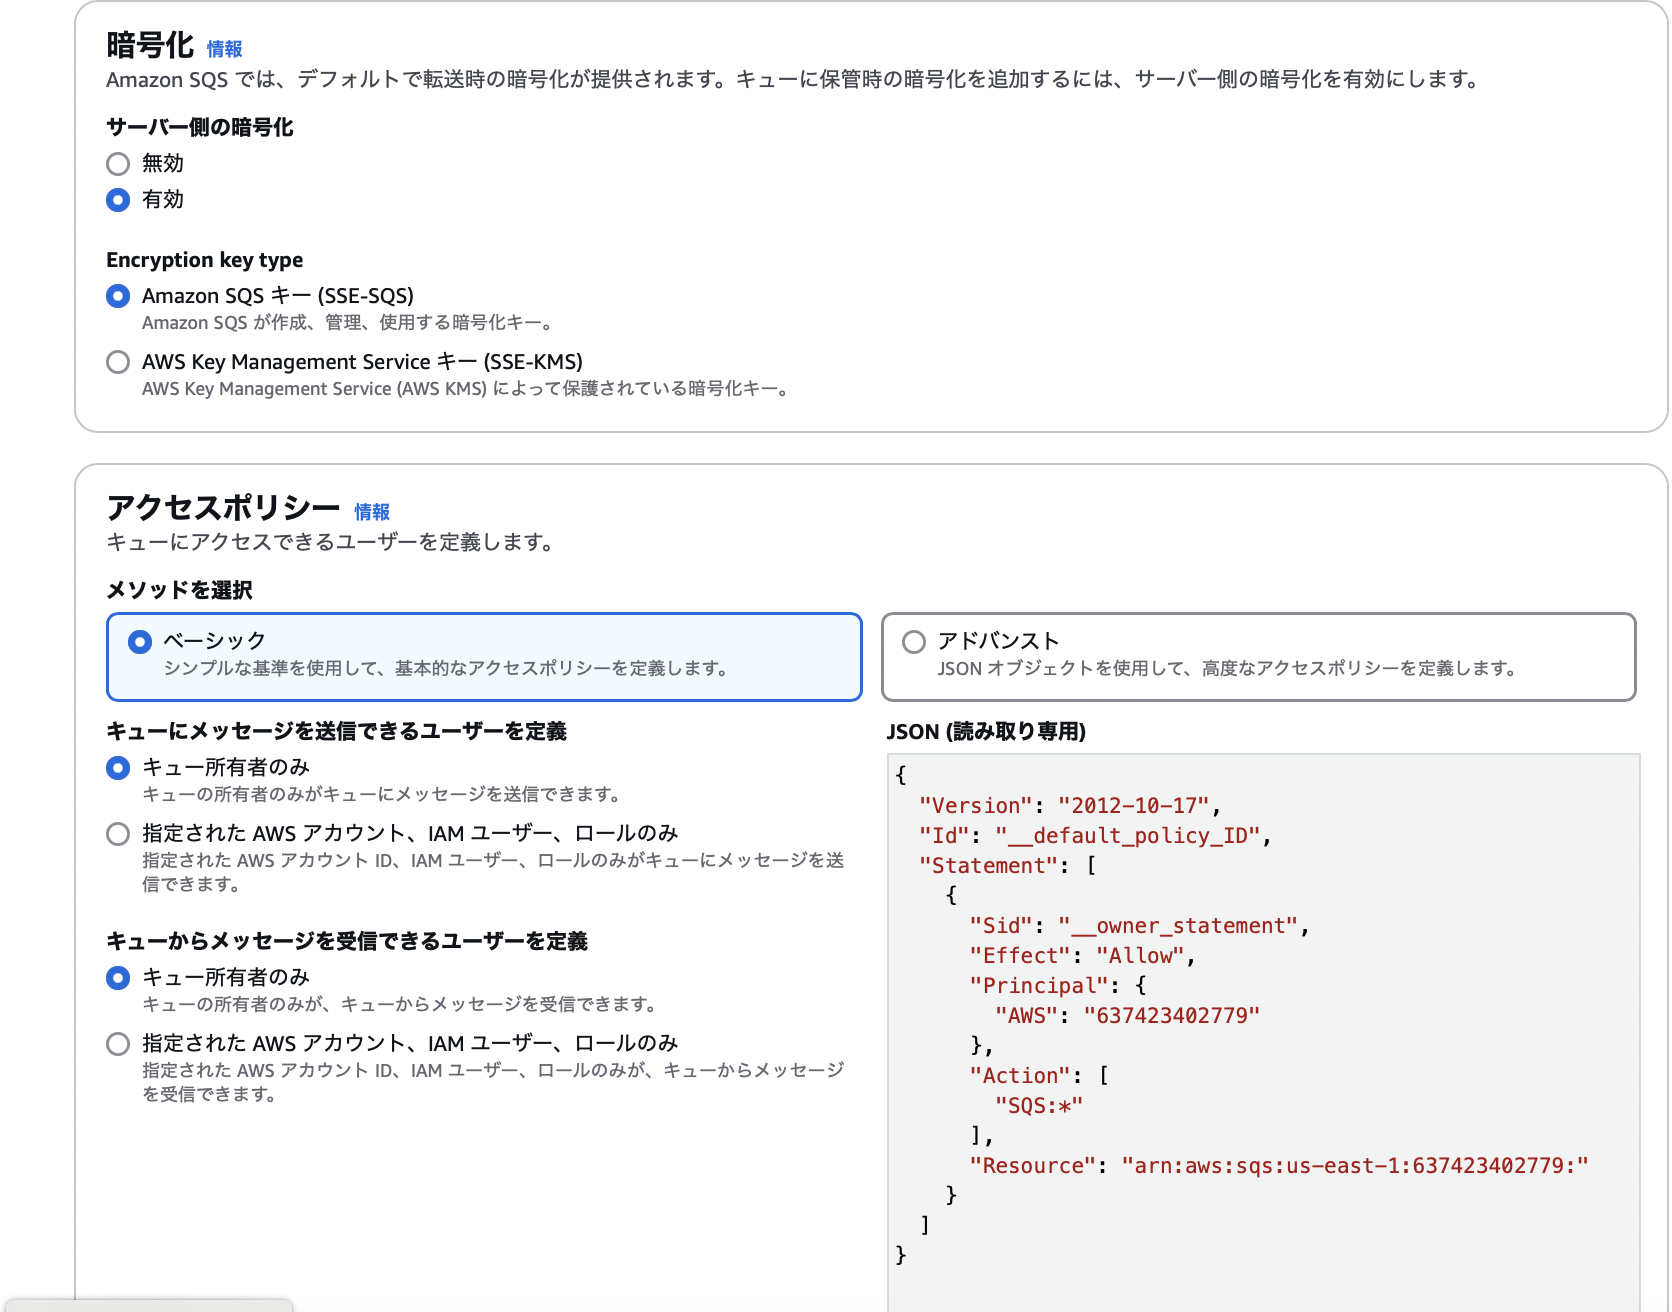 暗号化 情報
Amazon SQS では、デフォルトで転送時の暗号化が提供されます。キューに保管時の暗号化を追加するには、サーバー側の暗号化を有効にします。
サーバー側の暗号化
無効
有効
Encryption key type
Amazon SQS キー (SSE-SQS)
Amazon SQS が作成、管理、使用する暗号化キー。
AWS Key Management Service キー (SSE-KMS)
AWS Key Management Service (AWS KMS) によって保護されている暗号化キー。
アクセスポリシー 情報
キューにアクセスできるユーザーを定義します。
メソッドを選択
ベーシック
シンプルな基準を使用して、基本的なアクセスポリシーを定義します。
アドバンスト
JSON オブジェクトを使用して、高度なアクセスポリシーを定義します。
キューにメッセージを送信できるユーザーを定義
キュー所有者のみ
キューの所有者のみがキューにメッセージを送信できます。
指定された AWS アカウント、IAM ユーザー、ロールのみ
指定された AWS アカウント ID、IAM ユーザー、ロールのみがキューにメッセージを送
信できます。
キューからメッセージを受信できるユーザーを定義
キュー所有者のみ
キューの所有者のみが、キューからメッセージを受信できます。
指定された AWS アカウント、IAM ユーザー、ロールのみ
指定された AWS アカウント ID、IAM ユーザー、ロールのみが、キューからメッセージ
を受信できます。
JSON (読み取り専用)
{
  "Version": "2012-10-17",
  "Id": "__default_policy_ID",
  "Statement": [
    {
      "Sid": "__owner_statement",
      "Effect": "Allow",
      "Principal": {
        "AWS": "637423402779"
      },
      "Action": [
        "SQS:*"
      ],
      "Resource": "arn:aws:sqs:us-east-1:637423402779:"
    }
  ]
}